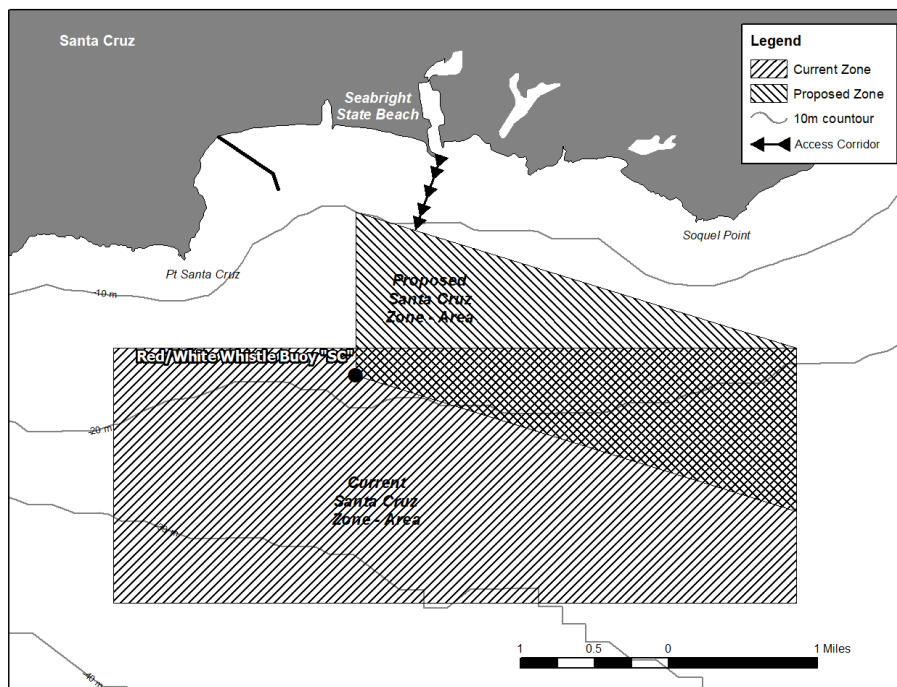 Santa Cruz
Legend
Current Zone
Proposed Zone
10m countour
Access Corridor
Seabright
State Beach
Soquel Point
Pt Santa Cruz
-10 m
Proposed
Santa Cruz
Zone - Area
Red/White Whistle Buoy "SC"
-20 m
Current
Santa Cruz
Zone - Area
-30 m
-40 m
1 0.5 0 1 Miles